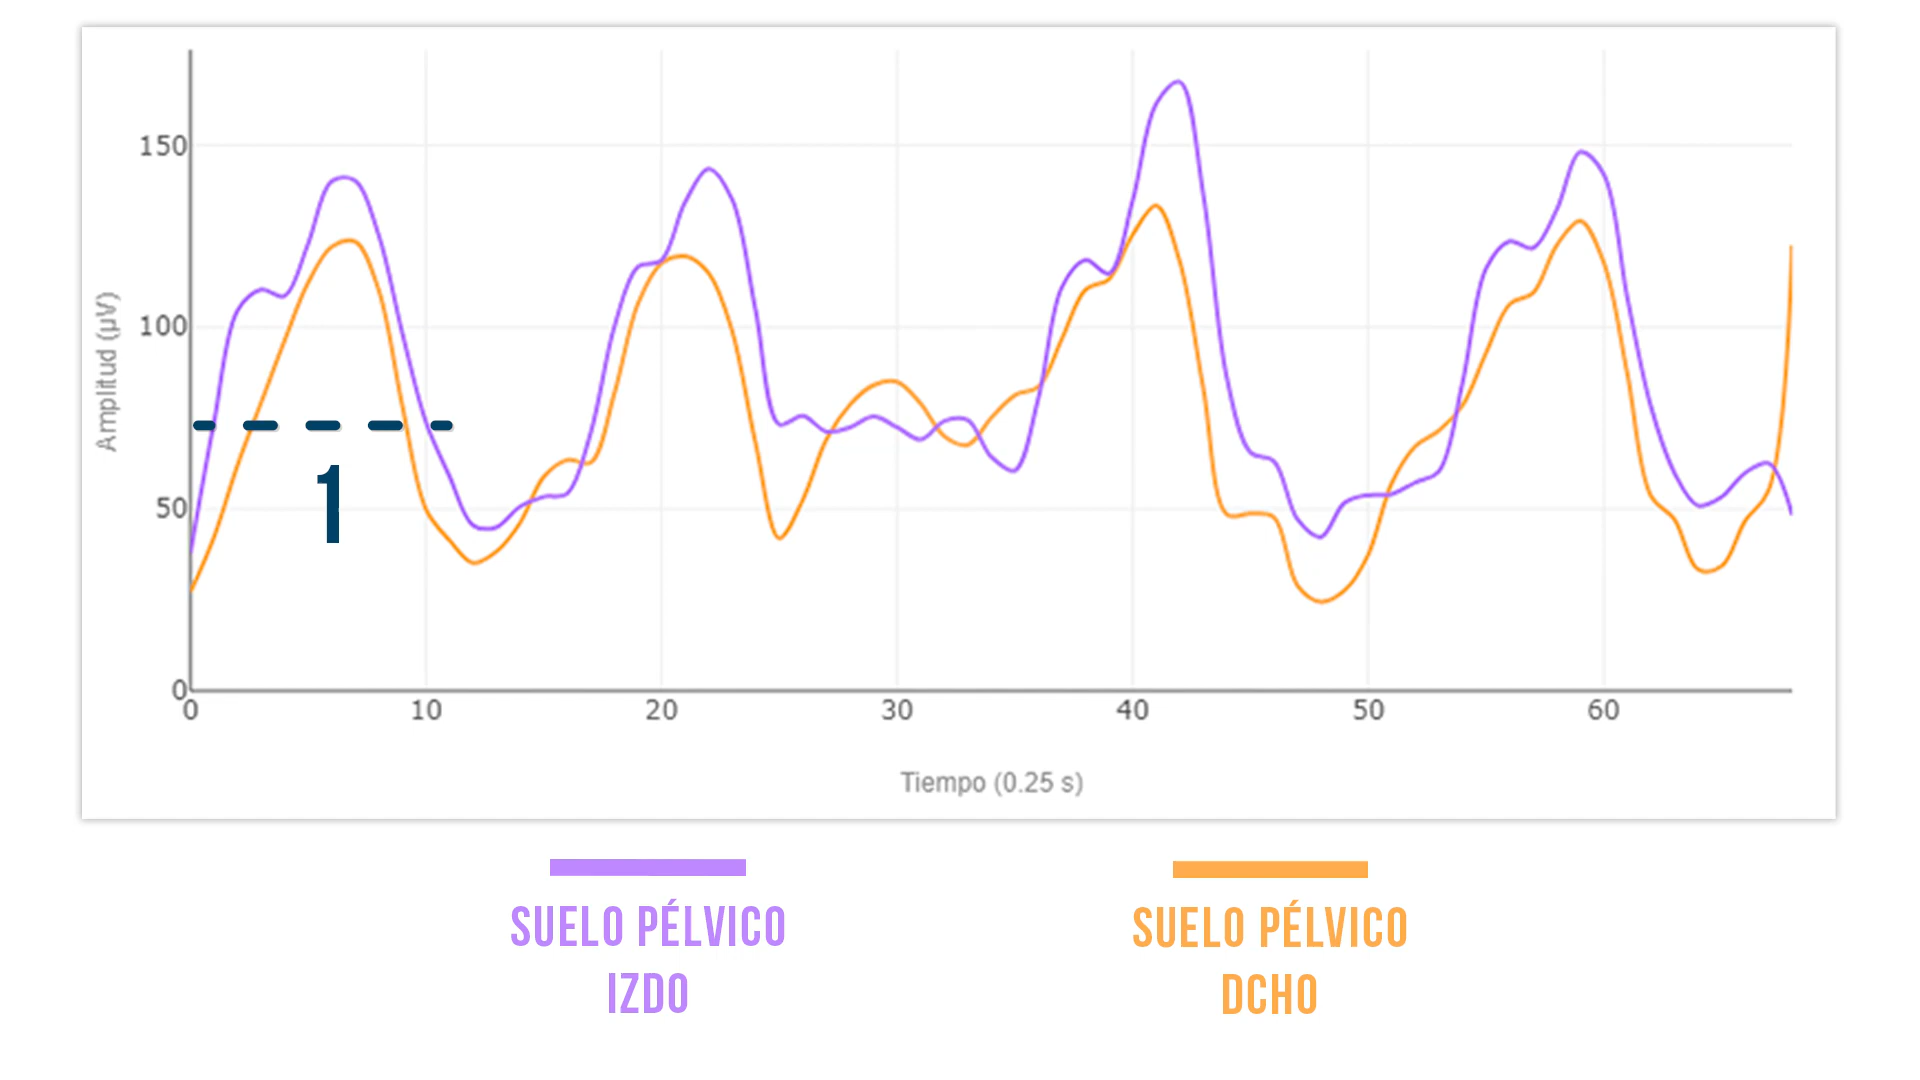 150
100
50
0
Amplitud (µV)
1
0 10 20 30 40 50 60
Tiempo (0.25 s)
SUELO PÉLVICO
IZDO
SUELO PÉLVICO
DCHO